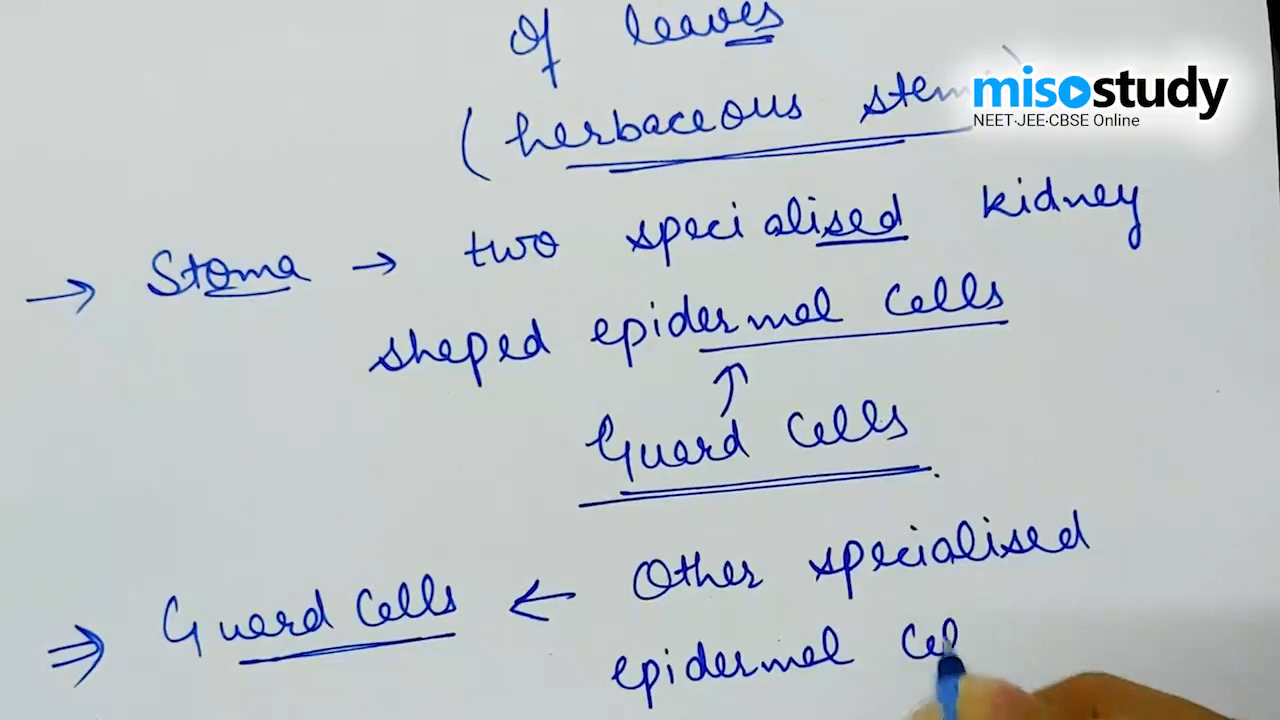 Of leaves
(herbaceous stem
misostudy
NEET·JEE·CBSE Online
→ Stoma → two specialised kidney
shaped epidermal cells
↑
Guard Cells.
⇒ Guard Cells ← Other specialised
epidermal Cel